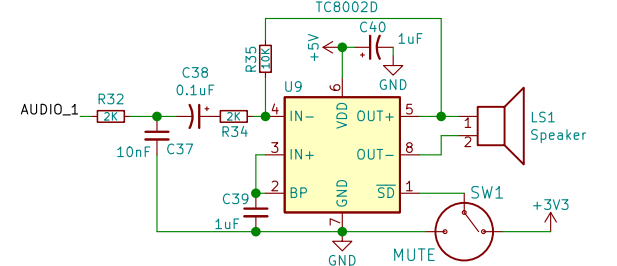 TC8002D
C40
1uF
+5V
R35
10K
GND
C38
0.1uF
U9
AUDIO_1
R32
2K
R34
2K
10nF
C37
4
IN-
3
IN+
2
BP
6
VDD
OUT+
5
OUT-
8
SD
1
GND
7
LS1
Speaker
1
2
C39
1uF
GND
SW1
MUTE
+3V3